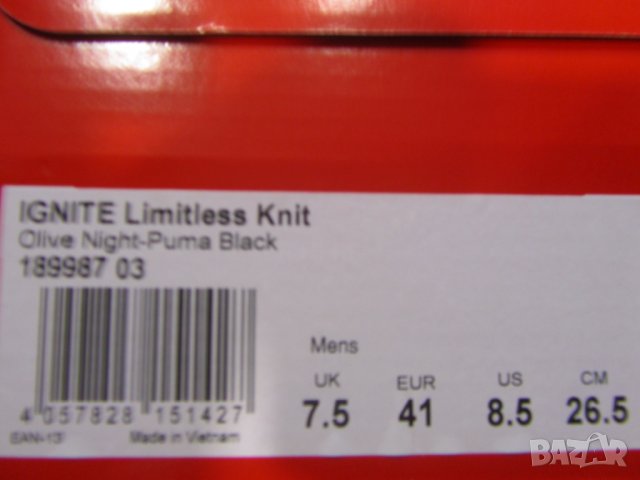 IGNITE Limitless Knit
Olive Night-Puma Black
189987 03
Mens
UK EUR US CM
7.5 41 8.5 26.5
4 057828 151427
EAN-13 Made in Vietnam
BAZAR